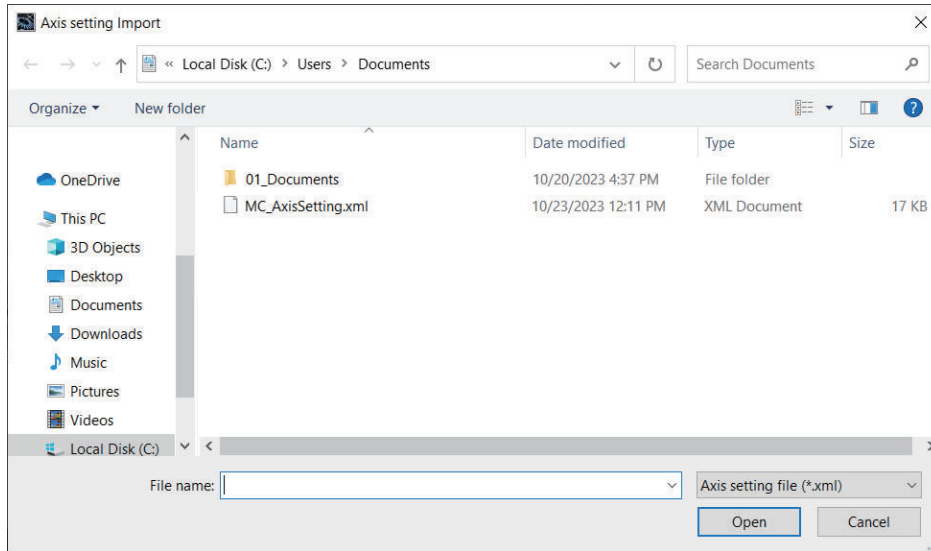 Axis setting Import
« Local Disk (C:) > Users > Documents
Search Documents
Organize
New folder
?
Name Date modified Type Size
01_Documents 10/20/2023 4:37 PM File folder
MC_AxisSetting.xml 10/23/2023 12:11 PM XML Document 17 KB
OneDrive
This PC
3D Objects
Desktop
Documents
Downloads
Music
Pictures
Videos
Local Disk (C:)
File name:
Axis setting file (*.xml)
Open
Cancel